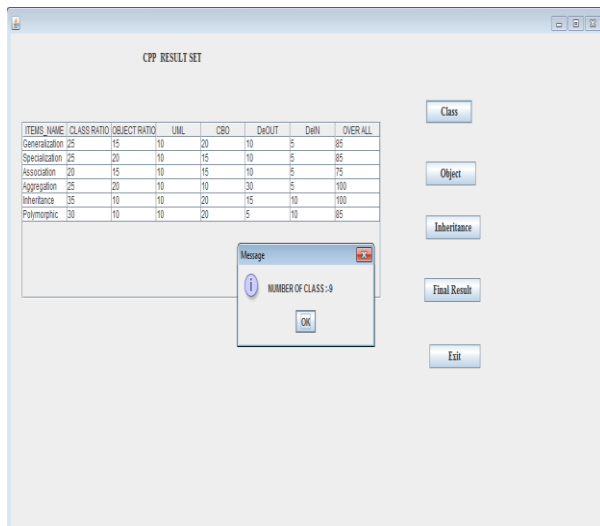 CPP RESULT SET
ITEMS_NAME CLASS RATIO OBJECT RATIO UML CBO DeOUT DeIN OVER ALL
Generalization 25 15 10 20 10 5 85
Specialization 25 20 10 15 10 5 85
Association 20 15 10 15 10 5 75
Aggregation 25 20 10 10 30 5 100
Inheritance 35 10 10 20 15 10 100
Polymorphic 30 10 10 20 5 10 85
Class
Object
Inheritance
Final Result
Exit
Message
i
NUMBER OF CLASS :-9
OK